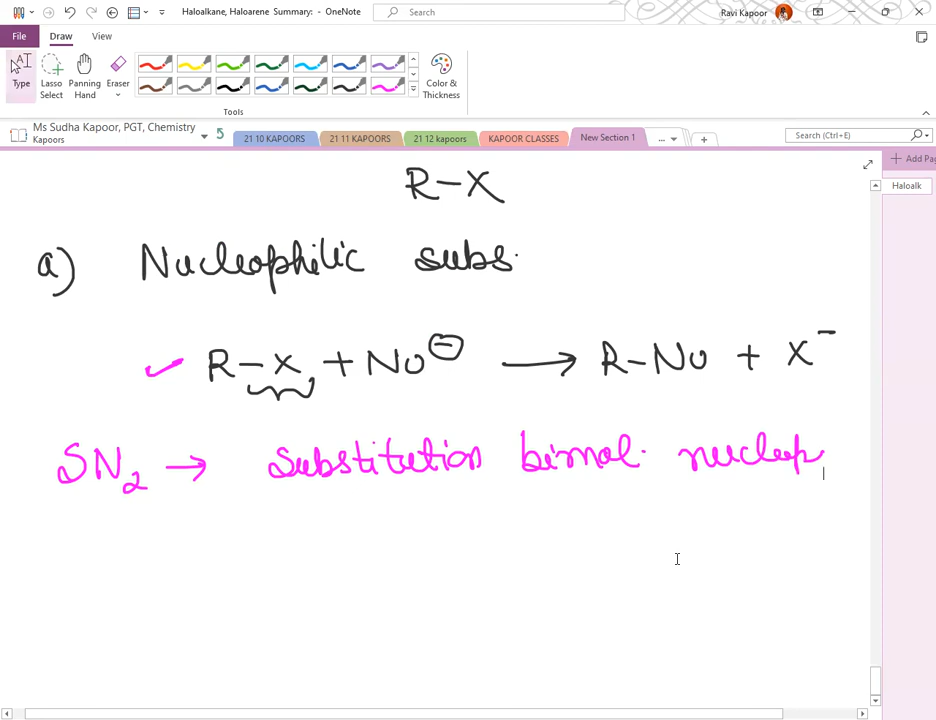 Haloalkane, Haloarene Summary: - OneNote
Search
Ravi Kapoor
File
Draw
View
Type
Lasso Select
Panning Hand
Eraser
Color & Thickness
Tools
Ms Sudha Kapoor, PGT, Chemistry
Kapoors
21 10 KAPOORS
21 11 KAPOORS
21 12 kapoors
KAPOOR CLASSES
New Section 1
...
Search (Ctrl+E)
Add Pag
Haloalk
R-X
a) Nucleophilic subs.
R-X + Nu⊖ → R-Nu + X⁻
SN2 → substitution bimol. nucleop